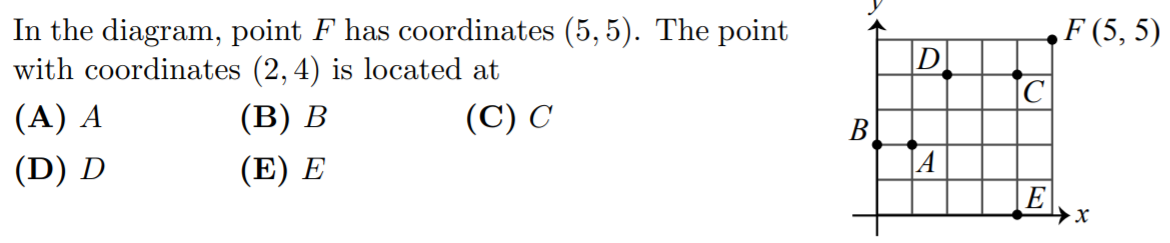 In the diagram, point F has coordinates (5, 5). The point
with coordinates (2, 4) is located at
(A) A (B) B (C) C
(D) D (E) E
y
F (5, 5)
D
C
B
A
E
x